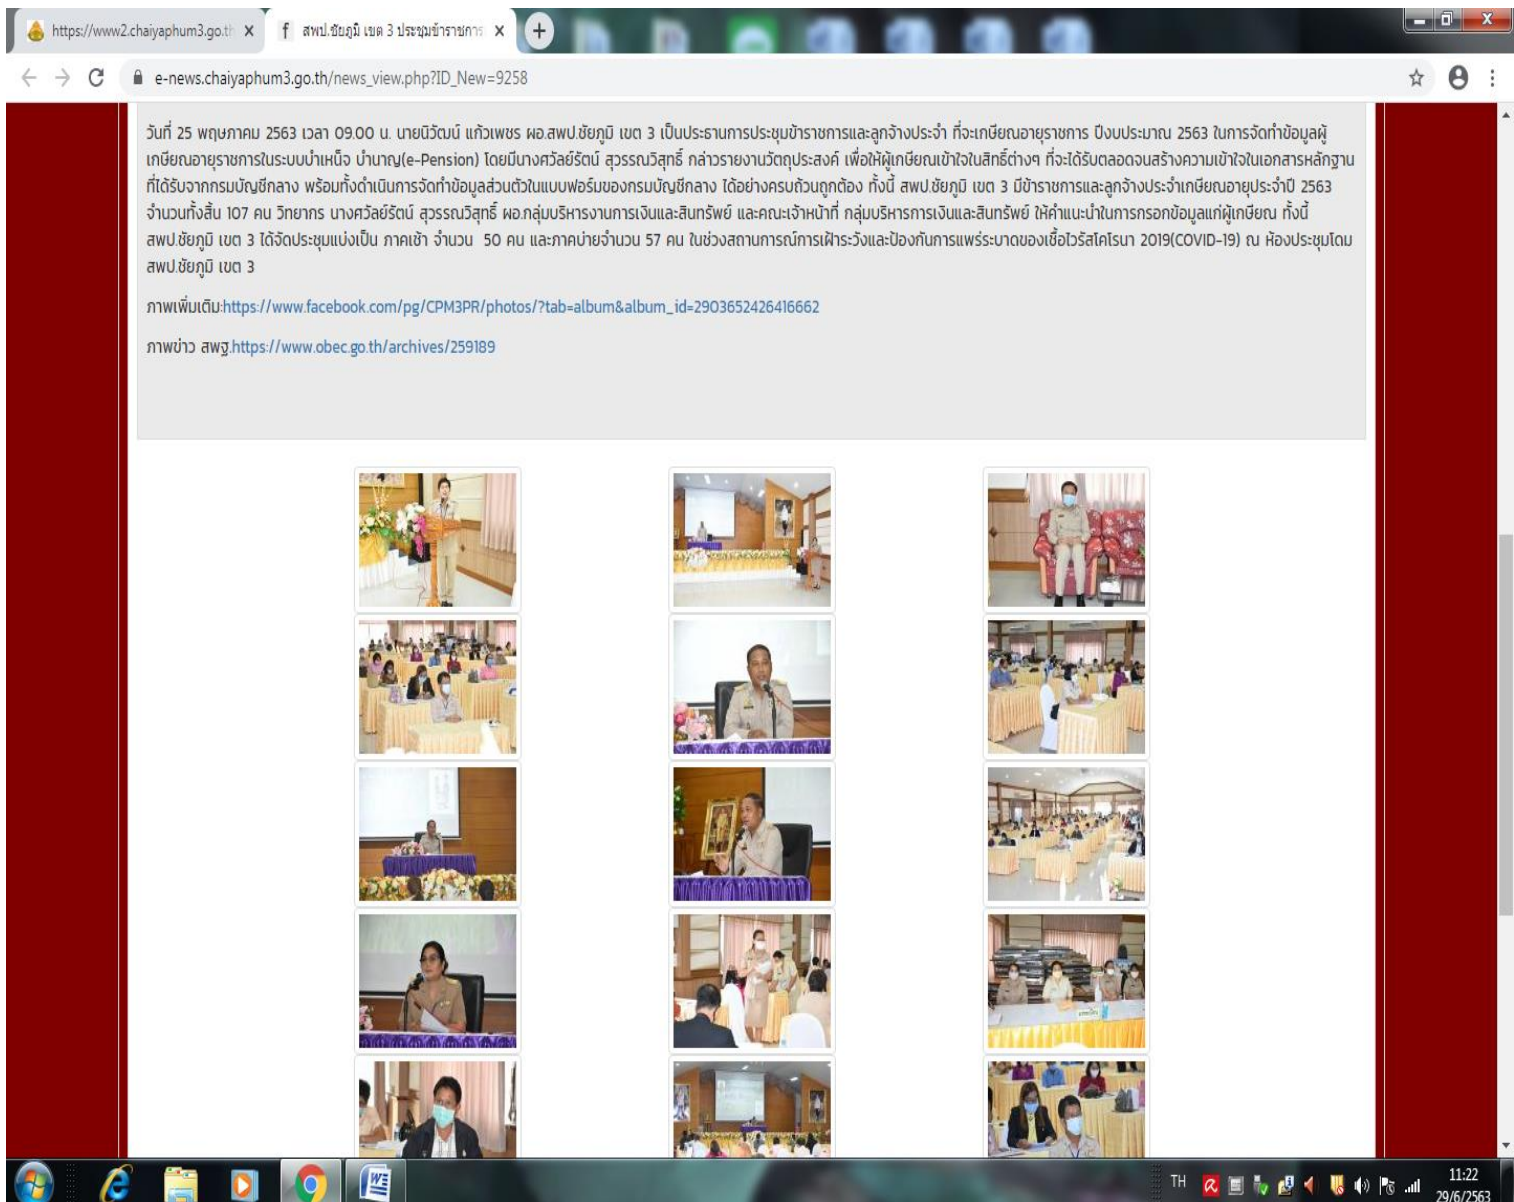 https://www2.chaiyaphum3.go.th
สพป.ชัยภูมิ เขต 3 ประชุมข้าราชการ
e-news.chaiyaphum3.go.th/news_view.php?ID_New=9258
วันที่ 25 พฤษภาคม 2563 เวลา 09.00 น. นายนิวัฒน์ แก้วเพชร ผอ.สพป.ชัยภูมิ เขต 3 เป็นประธานการประชุมข้าราชการและลูกจ้างประจำ ที่จะเกษียณอายุราชการ ปีงบประมาณ 2563 ในการจัดทำข้อมูลผู้
เกษียณอายุราชการในระบบบำเหน็จ บำนาญ(e-Pension) โดยมีนางศวัลย์รัตน์ สุวรรณวิสุทธิ์ กล่าวรายงานวัตถุประสงค์ เพื่อให้ผู้เกษียณเข้าใจในสิทธิ์ต่างๆ ที่จะได้รับตลอดจนสร้างความเข้าใจในเอกสารหลักฐาน
ที่ได้รับจากกรมบัญชีกลาง พร้อมทั้งดำเนินการจัดทำข้อมูลส่วนตัวในแบบฟอร์มของกรมบัญชีกลาง ได้อย่างครบถ้วนถูกต้อง ทั้งนี้ สพป.ชัยภูมิ เขต 3 มีข้าราชการและลูกจ้างประจำเกษียณอายุประจำปี 2563
จำนวนทั้งสิ้น 107 คน วิทยากร นางศวัลย์รัตน์ สุวรรณวิสุทธิ์ ผอ.กลุ่มบริหารงานการเงินและสินทรัพย์ และคณะเจ้าหน้าที่ กลุ่มบริหารการเงินและสินทรัพย์ ให้คำแนะนำในการกรอกข้อมูลแก่ผู้เกษียณ ทั้งนี้
สพป.ชัยภูมิ เขต 3 ได้จัดประชุมแบ่งเป็น ภาคเช้า จำนวน 50 คน และภาคบ่ายจำนวน 57 คน ในช่วงสถานการณ์การเฝ้าระวังและป้องกันการแพร่ระบาดของเชื้อไวรัสโคโรนา 2019(COVID-19) ณ ห้องประชุมโดม
สพป.ชัยภูมิ เขต 3
ภาพเพิ่มเติม:https://www.facebook.com/pg/CPM3PR/photos/?tab=album&album_id=2903652426416662
ภาพข่าว สพฐ.https://www.obec.go.th/archives/259189
TH
11:22
29/6/2563